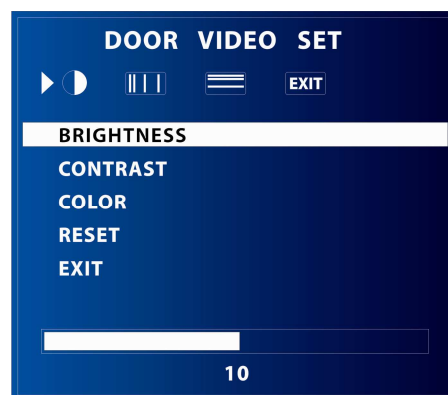 DOOR VIDEO SET
EXIT
BRIGHTNESS
CONTRAST
COLOR
RESET
EXIT
10